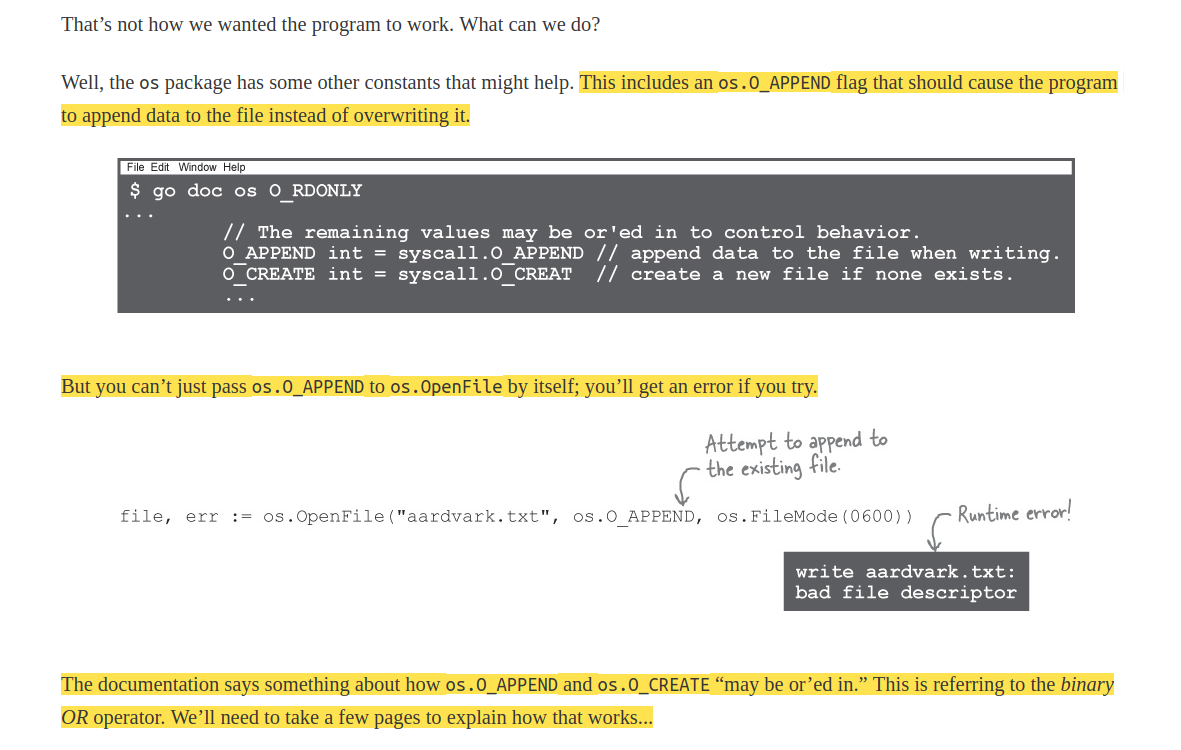 That’s not how we wanted the program to work. What can we do?
Well, the os package has some other constants that might help. This includes an os.O_APPEND flag that should cause the program
to append data to the file instead of overwriting it.
File Edit Window Help
$ go doc os O_RDONLY
...
// The remaining values may be or'ed in to control behavior.
O_APPEND int = syscall.O_APPEND // append data to the file when writing.
O_CREATE int = syscall.O_CREAT // create a new file if none exists.
...
But you can’t just pass os.O_APPEND to os.OpenFile by itself; you’ll get an error if you try.
Attempt to append to
the existing file.
file, err := os.OpenFile("aardvark.txt", os.O_APPEND, os.FileMode(0600))
Runtime error!
write aardvark.txt:
bad file descriptor
The documentation says something about how os.O_APPEND and os.O_CREATE “may be or’ed in.” This is referring to the binary
OR operator. We’ll need to take a few pages to explain how that works...